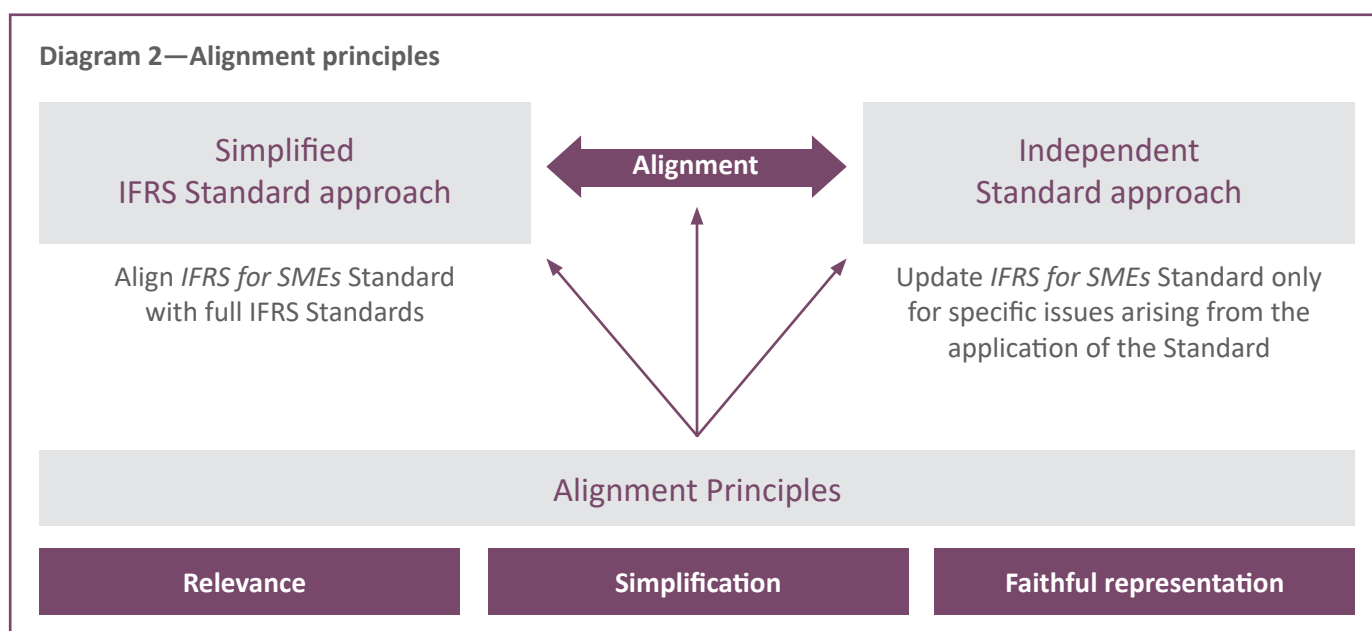 Diagram 2—Alignment principles
Simplified
IFRS Standard approach
Alignment
Independent
Standard approach
Align IFRS for SMEs Standard
with full IFRS Standards
Update IFRS for SMEs Standard only
for specific issues arising from the
application of the Standard
Alignment Principles
Relevance
Simplification
Faithful representation